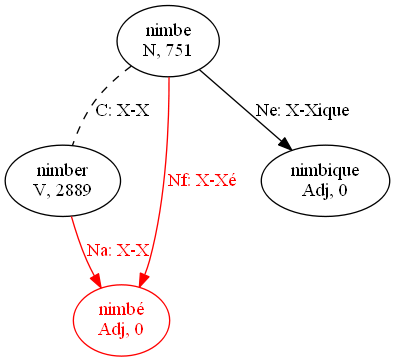 nimbe
N, 751
C: X-X
Ne: X-Xique
nimber
V, 2889
Nf: X-Xé
nimbique
Adj, 0
Na: X-X
nimbé
Adj, 0